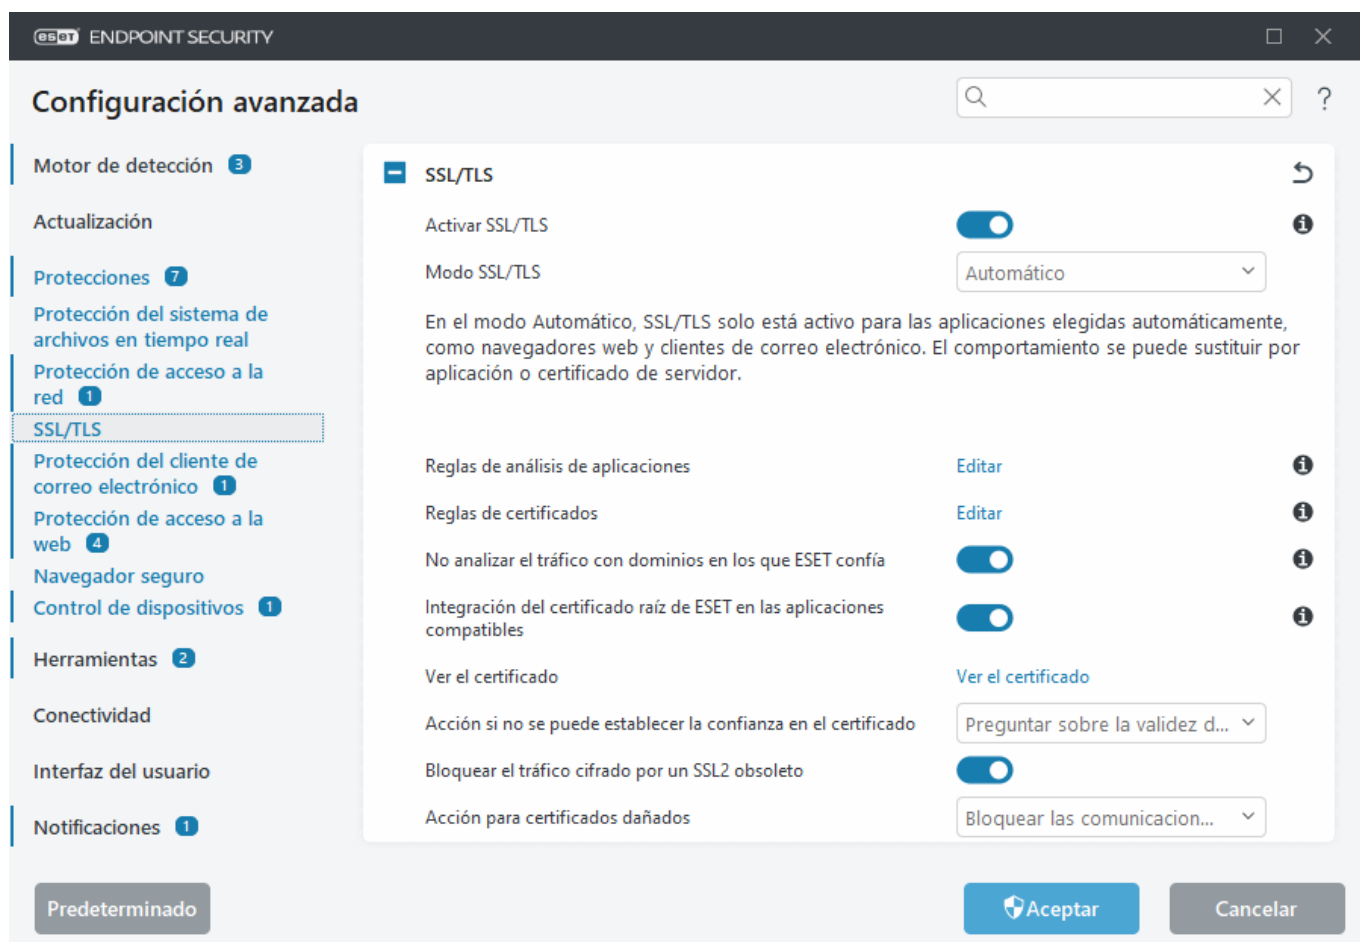 eset ENDPOINT SECURITY
Configuración avanzada
?
Motor de detección 3
Actualización
Protecciones 7
Protección del sistema de
archivos en tiempo real
Protección de acceso a la
red 1
SSL/TLS
Protección del cliente de
correo electrónico 1
Protección de acceso a la
web 4
Navegador seguro
Control de dispositivos 1
Herramientas 2
Conectividad
Interfaz del usuario
Notificaciones 1
SSL/TLS
Activar SSL/TLS
Modo SSL/TLS
Automático
En el modo Automático, SSL/TLS solo está activo para las aplicaciones elegidas automáticamente,
como navegadores web y clientes de correo electrónico. El comportamiento se puede sustituir por
aplicación o certificado de servidor.
Reglas de análisis de aplicaciones
Editar
Reglas de certificados
Editar
No analizar el tráfico con dominios en los que ESET confía
Integración del certificado raíz de ESET en las aplicaciones
compatibles
Ver el certificado
Ver el certificado
Acción si no se puede establecer la confianza en el certificado
Preguntar sobre la validez d...
Bloquear el tráfico cifrado por un SSL2 obsoleto
Acción para certificados dañados
Bloquear las comunicacion...
Predeterminado
Aceptar
Cancelar